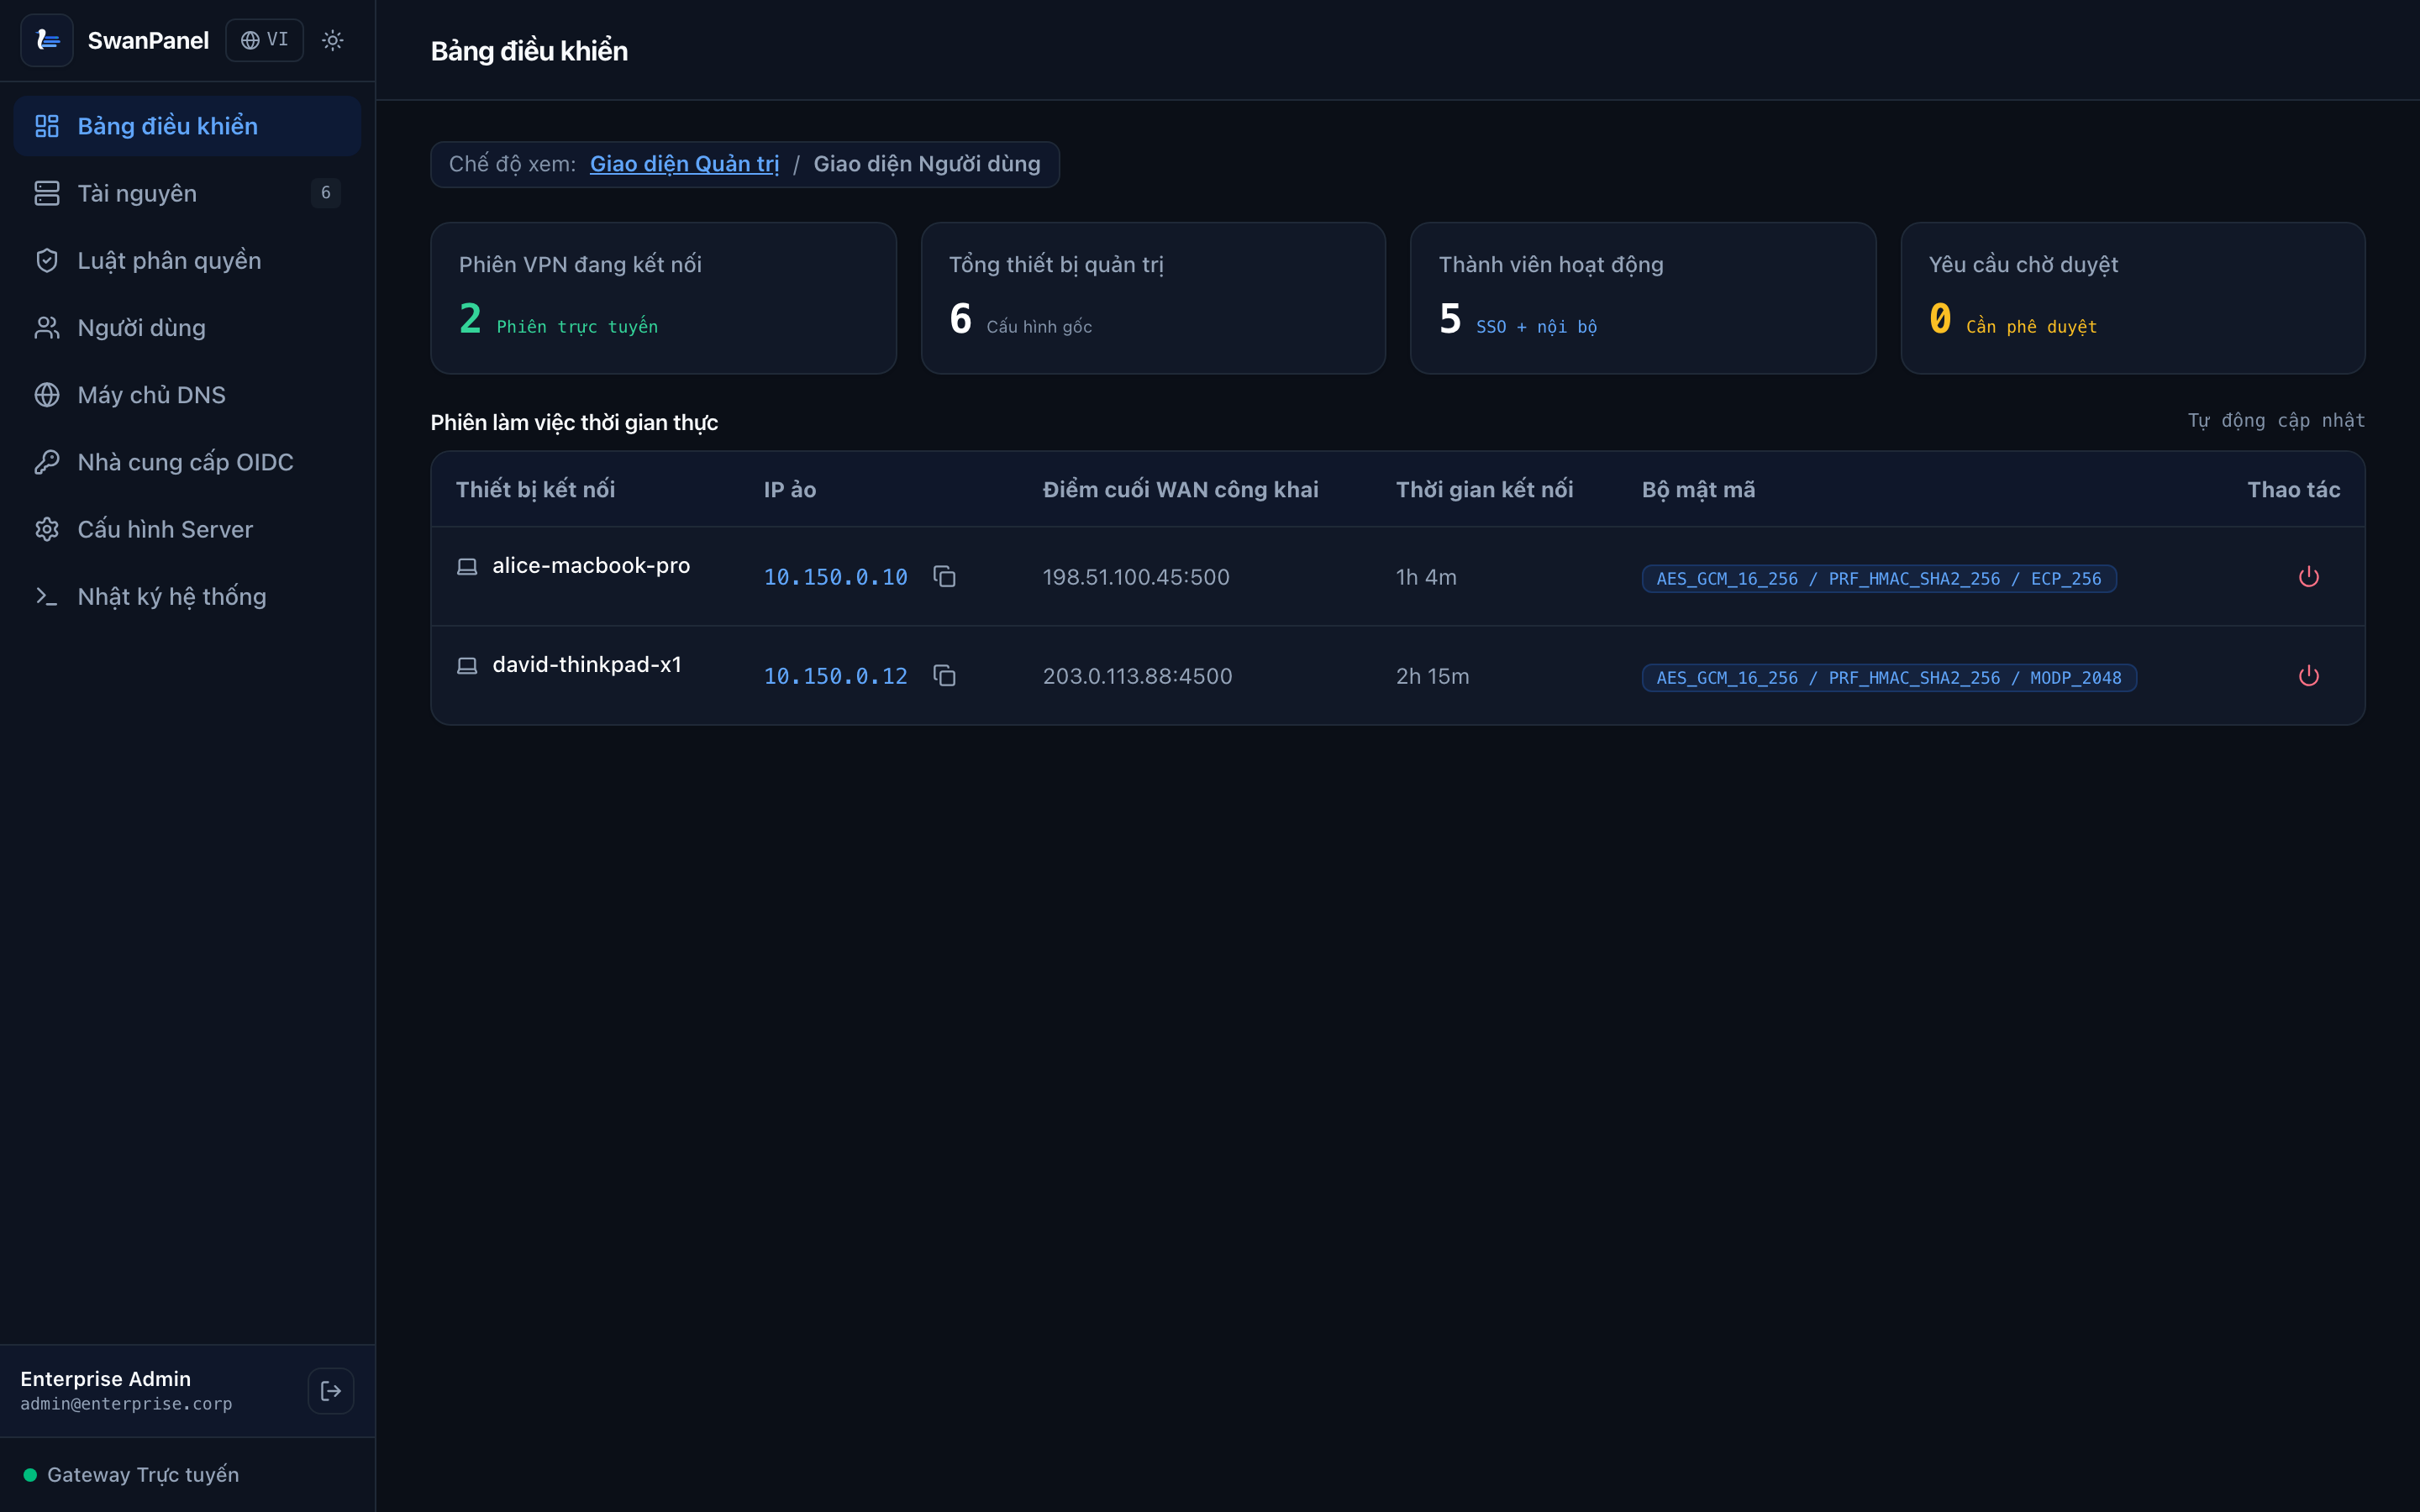 SwanPanel
VI
Bảng điều khiển
Tài nguyên
6
Luật phân quyền
Người dùng
Máy chủ DNS
Nhà cung cấp OIDC
Cấu hình Server
Nhật ký hệ thống
Enterprise Admin
admin@enterprise.corp
Gateway Trực tuyến
Bảng điều khiển
Chế độ xem: Giao diện Quản trị / Giao diện Người dùng
Phiên VPN đang kết nối
2 Phiên trực tuyến
Tổng thiết bị quản trị
6 Cấu hình gốc
Thành viên hoạt động
5 SSO + nội bộ
Yêu cầu chờ duyệt
0 Cần phê duyệt
Phiên làm việc thời gian thực
Tự động cập nhật
Thiết bị kết nối IP ảo Điểm cuối WAN công khai Thời gian kết nối Bộ mật mã Thao tác
alice-macbook-pro 10.150.0.10 198.51.100.45:500 1h 4m AES_GCM_16_256 / PRF_HMAC_SHA2_256 / ECP_256
david-thinkpad-x1 10.150.0.12 203.0.113.88:4500 2h 15m AES_GCM_16_256 / PRF_HMAC_SHA2_256 / MODP_2048